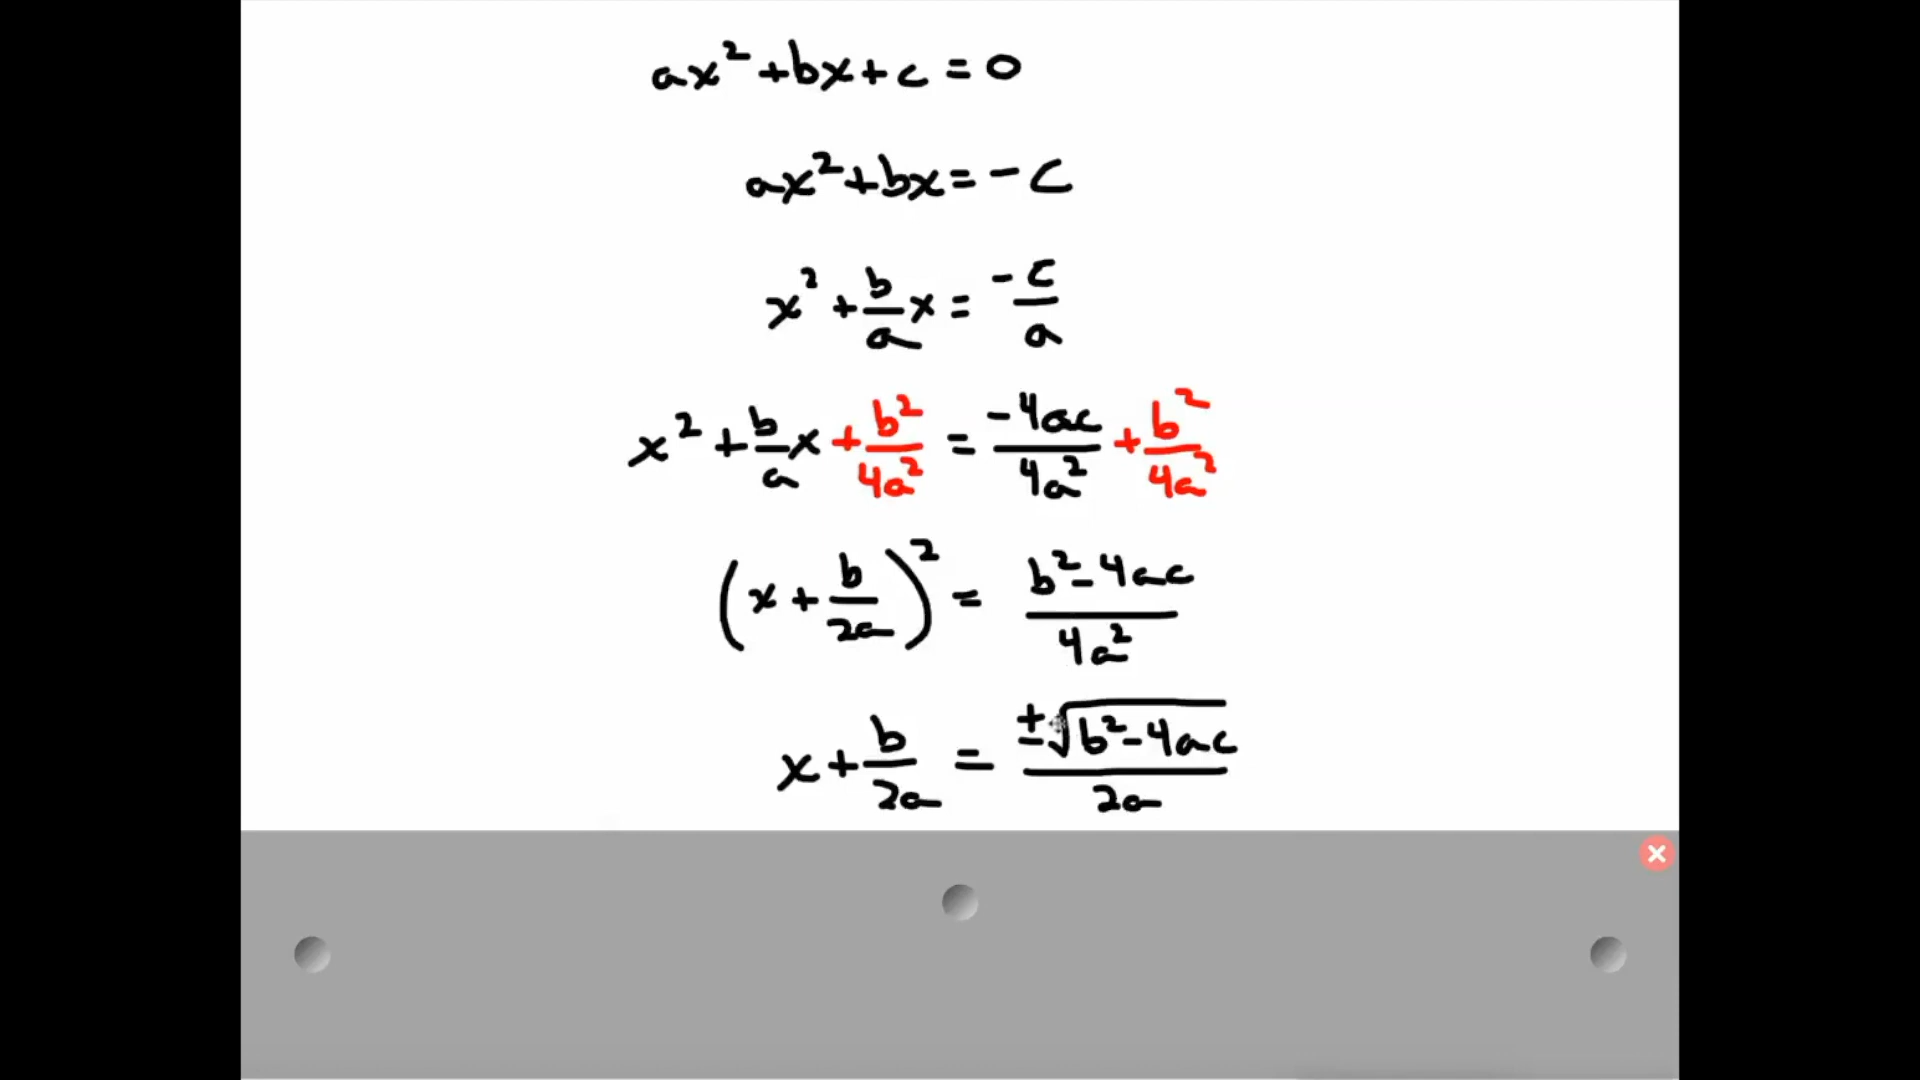 ax² + bx + c = 0
ax² + bx = -c
x² + b/a x = -c/a
x² + b/a x + b²/4a² = -4ac/4a² + b²/4a²
(x + b/2a)² = b²-4ac/4a²
x + b/2a = ±√b²-4ac/2a